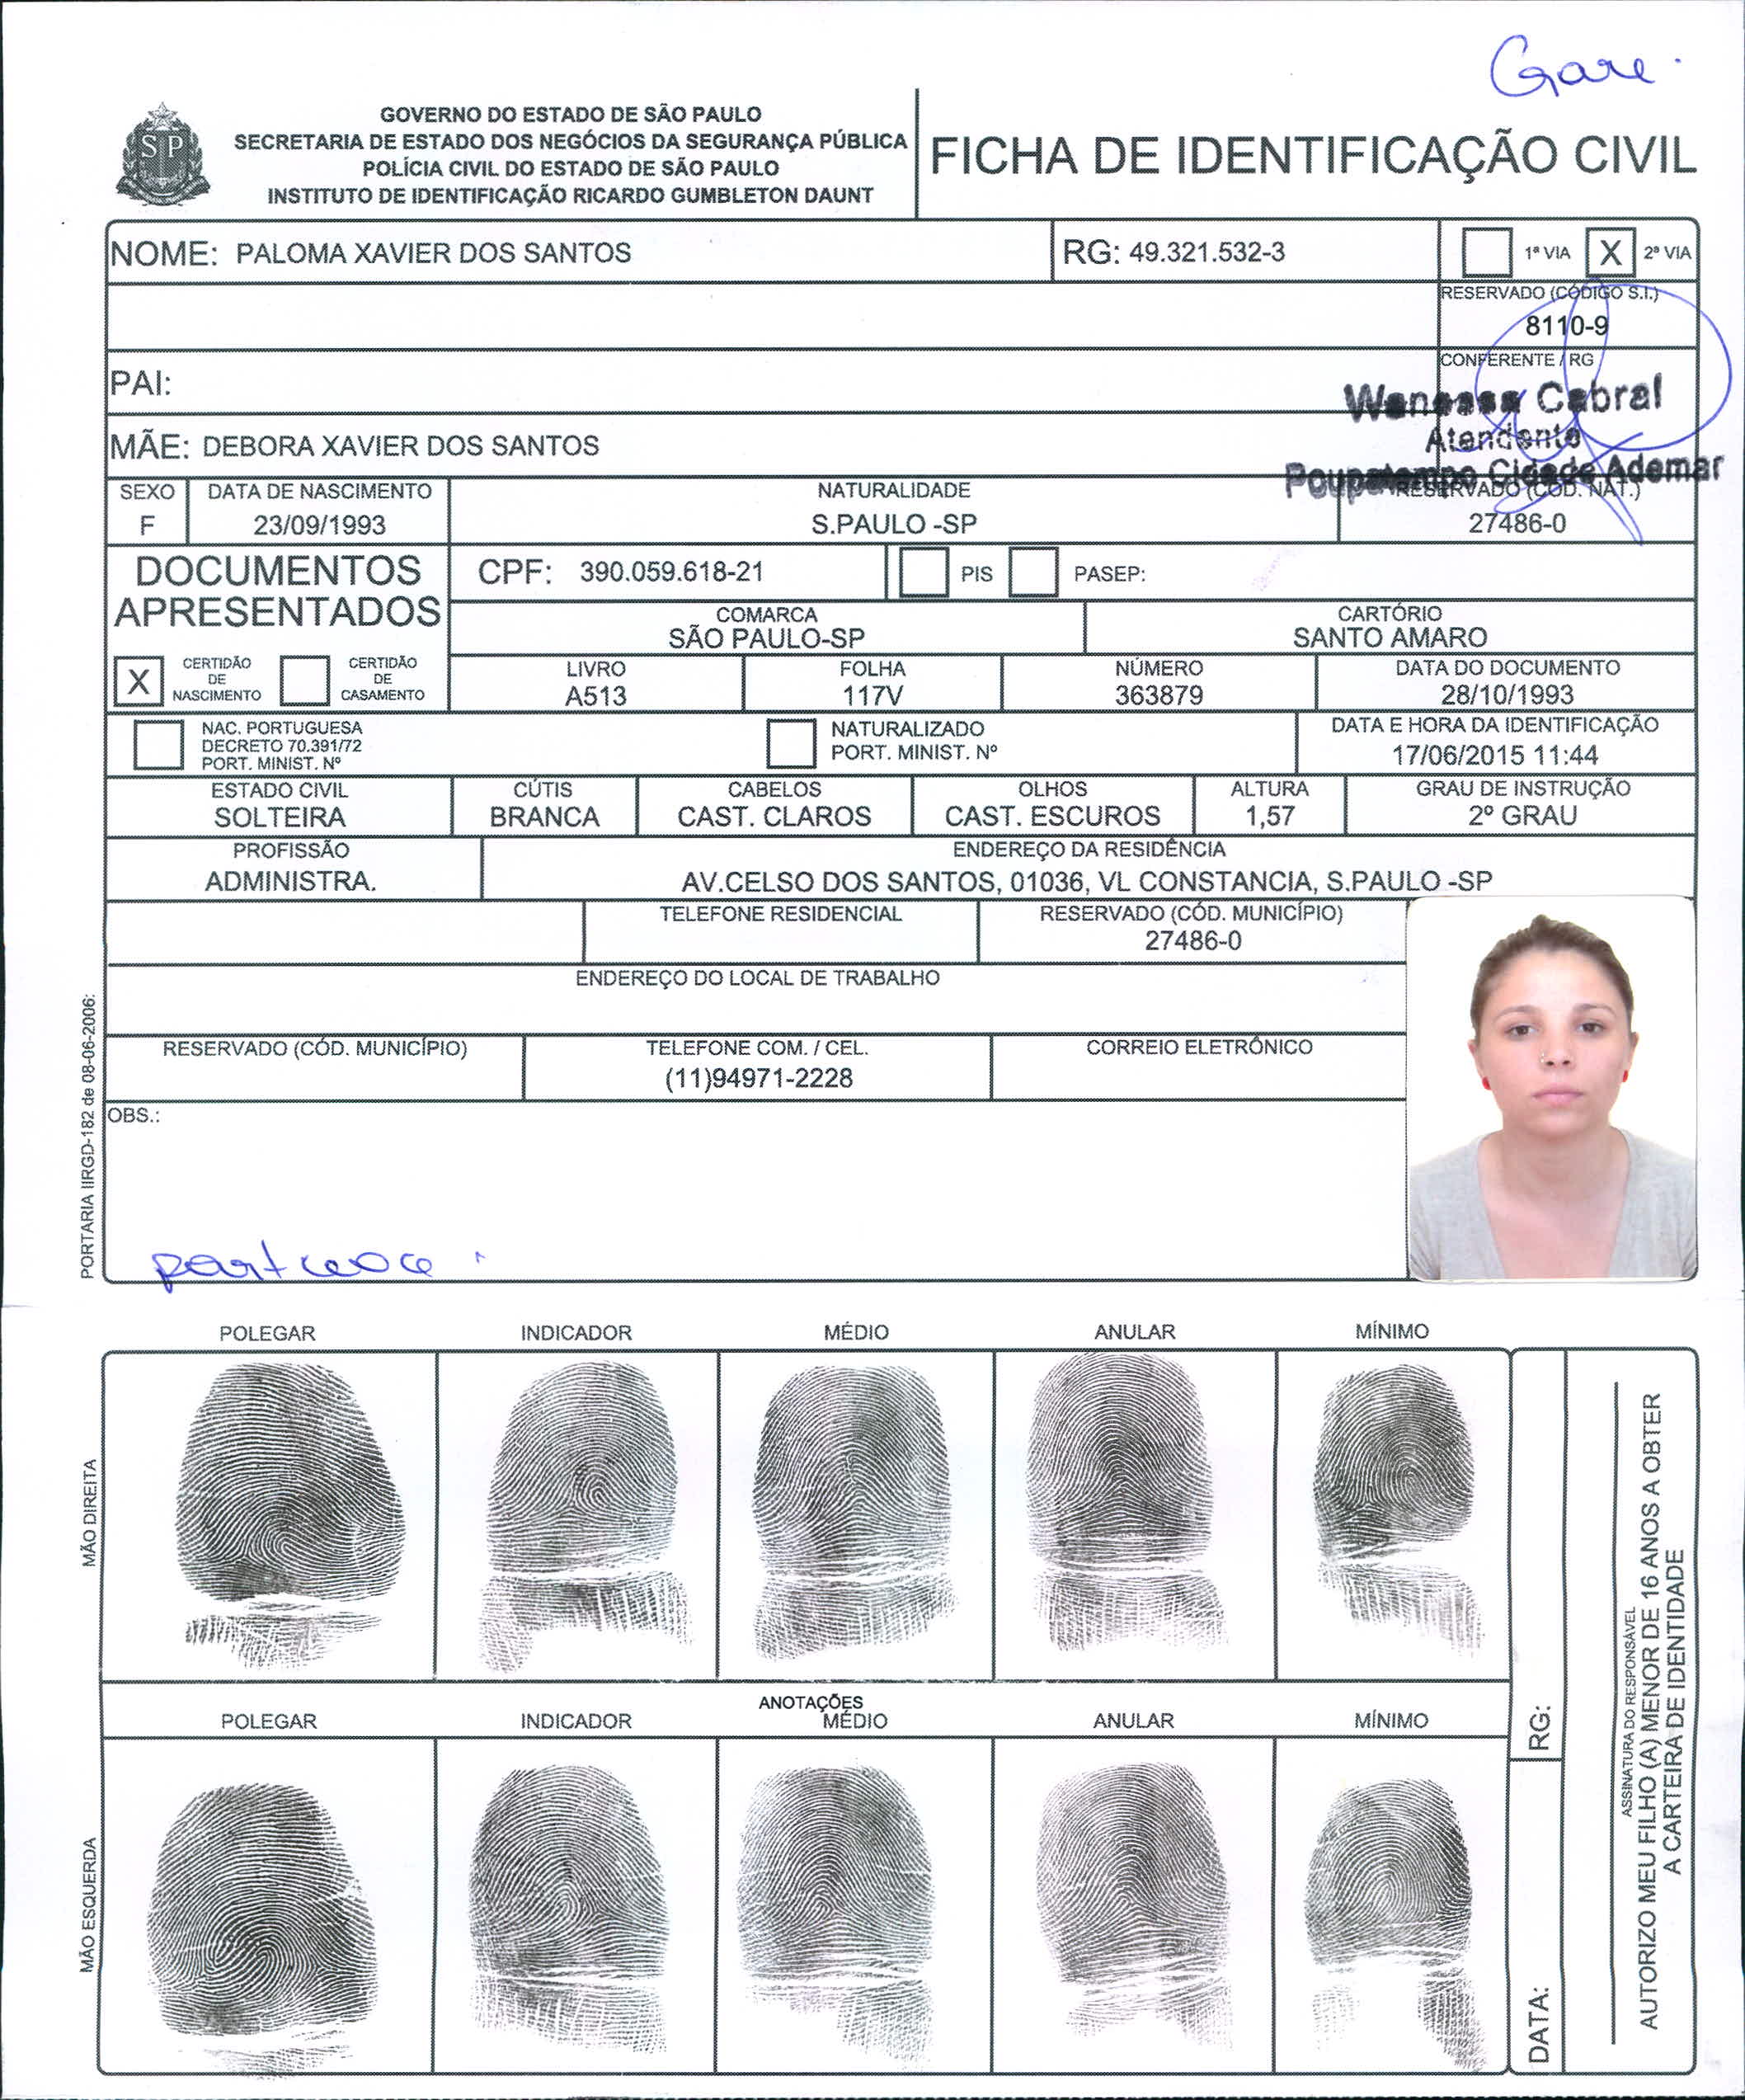 Gare.
SP
GOVERNO DO ESTADO DE SÃO PAULO
SECRETARIA DE ESTADO DOS NEGÓCIOS DA SEGURANÇA PÚBLICA
POLÍCIA CIVIL DO ESTADO DE SÃO PAULO
INSTITUTO DE IDENTIFICAÇÃO RICARDO GUMBLETON DAUNT
FICHA DE IDENTIFICAÇÃO CIVIL
NOME: PALOMA XAVIER DOS SANTOS
RG: 49.321.532-3
1ª VIA X 2ª VIA
RESERVADO (CÓDIGO S.I.)
8110-9
PAI:
CONFERENTE / RG
Wanessa Cabral
Atendente
Poupatempo Cidade Ademar
MÃE: DEBORA XAVIER DOS SANTOS
SEXO
F
DATA DE NASCIMENTO
23/09/1993
NATURALIDADE
S.PAULO -SP
RESERVADO (CÓD. NAT.)
27486-0
DOCUMENTOS
APRESENTADOS
X CERTIDÃO
DE
NASCIMENTO
CERTIDÃO
DE
CASAMENTO
CPF: 390.059.618-21
PIS
PASEP:
COMARCA
SÃO PAULO-SP
CARTÓRIO
SANTO AMARO
LIVRO
A513
FOLHA
117V
NÚMERO
363879
DATA DO DOCUMENTO
28/10/1993
NAC. PORTUGUESA
DECRETO 70.391/72
PORT. MINIST. Nº
NATURALIZADO
PORT. MINIST. Nº
DATA E HORA DA IDENTIFICAÇÃO
17/06/2015 11:44
ESTADO CIVIL
SOLTEIRA
CÚTIS
BRANCA
CABELOS
CAST. CLAROS
OLHOS
CAST. ESCUROS
ALTURA
1,57
GRAU DE INSTRUÇÃO
2º GRAU
PROFISSÃO
ADMINISTRA.
ENDEREÇO DA RESIDÊNCIA
AV.CELSO DOS SANTOS, 01036, VL CONSTANCIA, S.PAULO -SP
TELEFONE RESIDENCIAL
RESERVADO (CÓD. MUNICÍPIO)
27486-0
ENDEREÇO DO LOCAL DE TRABALHO
RESERVADO (CÓD. MUNICÍPIO)
TELEFONE COM. / CEL.
(11)94971-2228
CORREIO ELETRÔNICO
OBS.:
PORTARIA IIRGD-182 de 08-06-2006:
POLEGAR INDICADOR MÉDIO ANULAR MÍNIMO
MÃO DIREITA
ANOTAÇÕES
POLEGAR INDICADOR MÉDIO ANULAR MÍNIMO
MÃO ESQUERDA
RG:
DATA:
ASSINATURA DO RESPONSÁVEL
AUTORIZO MEU FILHO (A) MENOR DE 16 ANOS A OBTER
A CARTEIRA DE IDENTIDADE